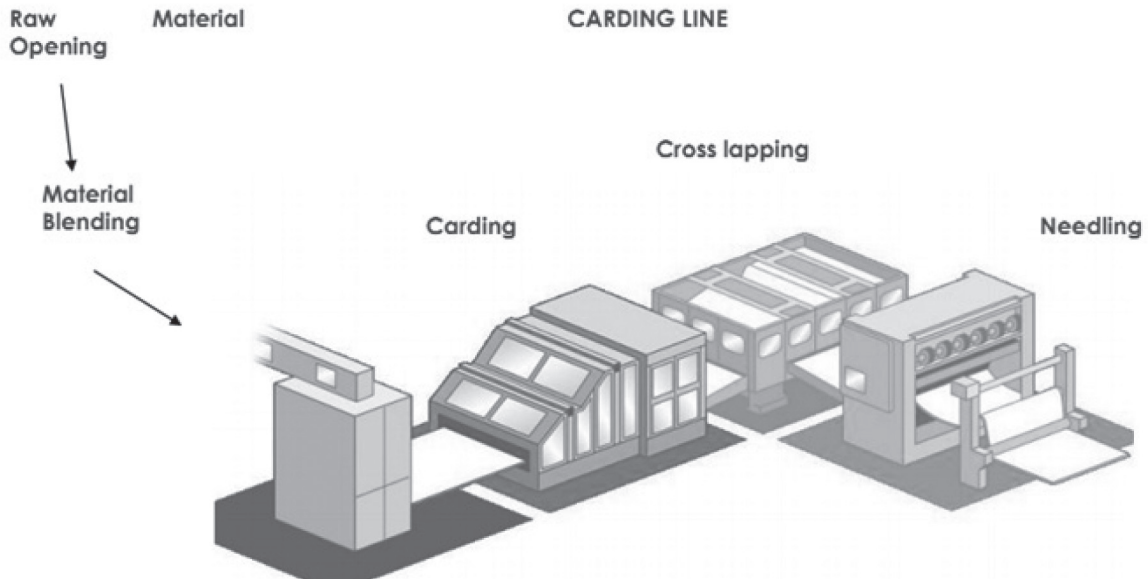 Raw Material
Opening
CARDING LINE
Cross lapping
Material
Blending
Carding
Needling